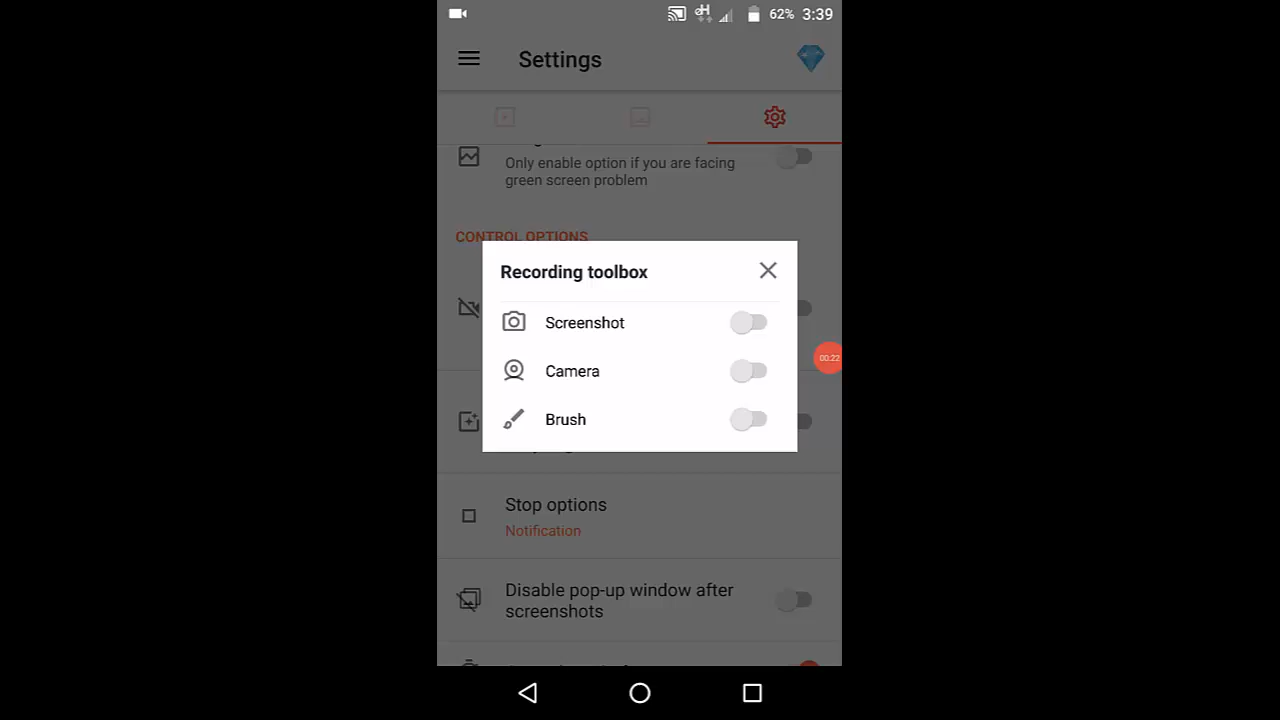 62% 3:39
Settings
Only enable option if you are facing
green screen problem
CONTROL OPTIONS
Recording toolbox
Screenshot
00:22
Camera
Brush
Stop options
Notification
Disable pop-up window after
screenshots